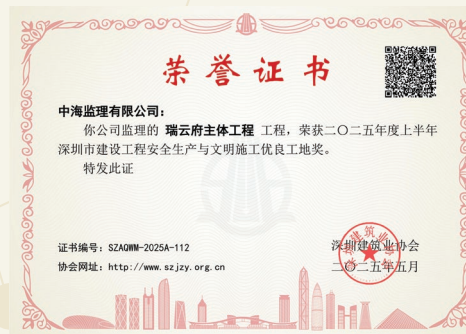 荣誉证书
中海监理有限公司：
你公司监理的 瑞云府主体工程 工程，荣获二〇二五年度上半年
深圳市建设工程安全生产与文明施工优良工地奖。
特发此证
证书编号：SZAQWM-2025A-112
深圳建筑业协会
协会网址：http://www.szjzy.org.cn
二〇二五年五月